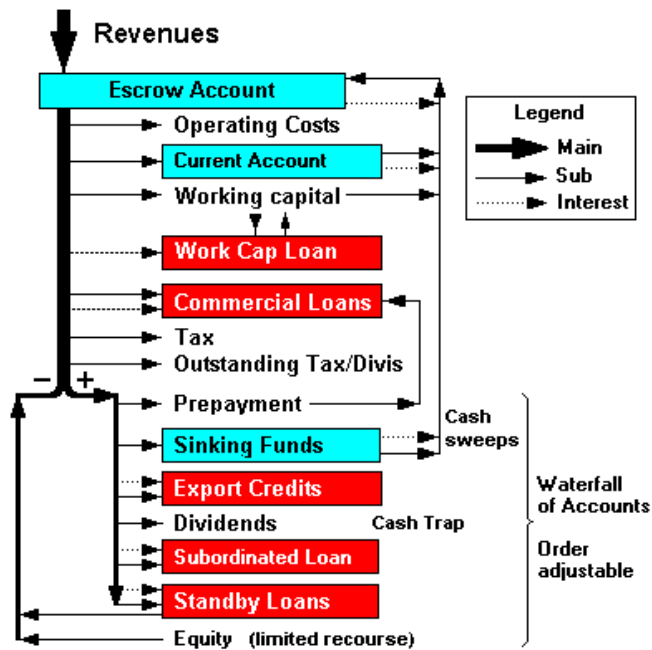 Revenues
Escrow Account
Operating Costs
Current Account
Working capital
Work Cap Loan
Commercial Loans
Tax
Outstanding Tax/Divis
− +
Prepayment
Sinking Funds
Export Credits
Dividends
Cash Trap
Subordinated Loan
Standby Loans
Equity (limited recourse)
Cash
sweeps
Waterfall
of Accounts
Order
adjustable
Legend
Main
Sub
Interest